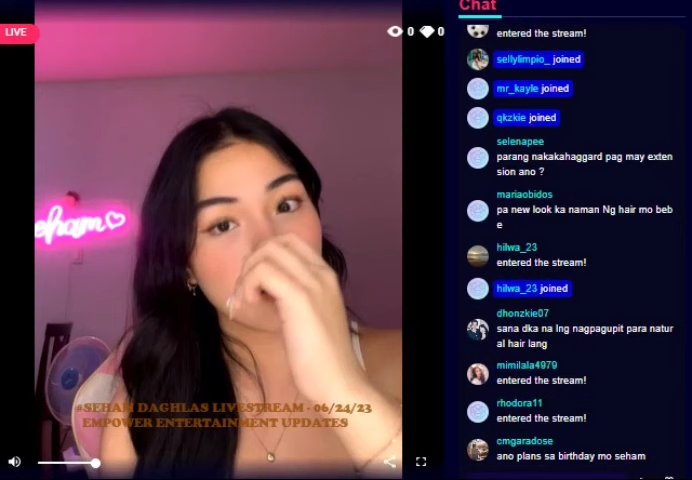 Chat
LIVE
0 0
entered the stream!
sellylimpio_ joined
mr_kayle joined
qkzkie joined
selenapee
parang nakakahaggard pag may exten
sion ano ?
mariaobidos
pa new look ka naman Ng hair mo beb
e
hilwa_23
entered the stream!
hilwa_23 joined
dhonzkie07
sana dka na lng nagpagupit para natur
al hair lang
mimilala4979
entered the stream!
rhodora11
entered the stream!
cmgaradose
ano plans sa birthday mo seham
eham
#SEHAM DAGHLAS LIVESTREAM - 06/24/23
EMPOWER ENTERTAINMENT UPDATES